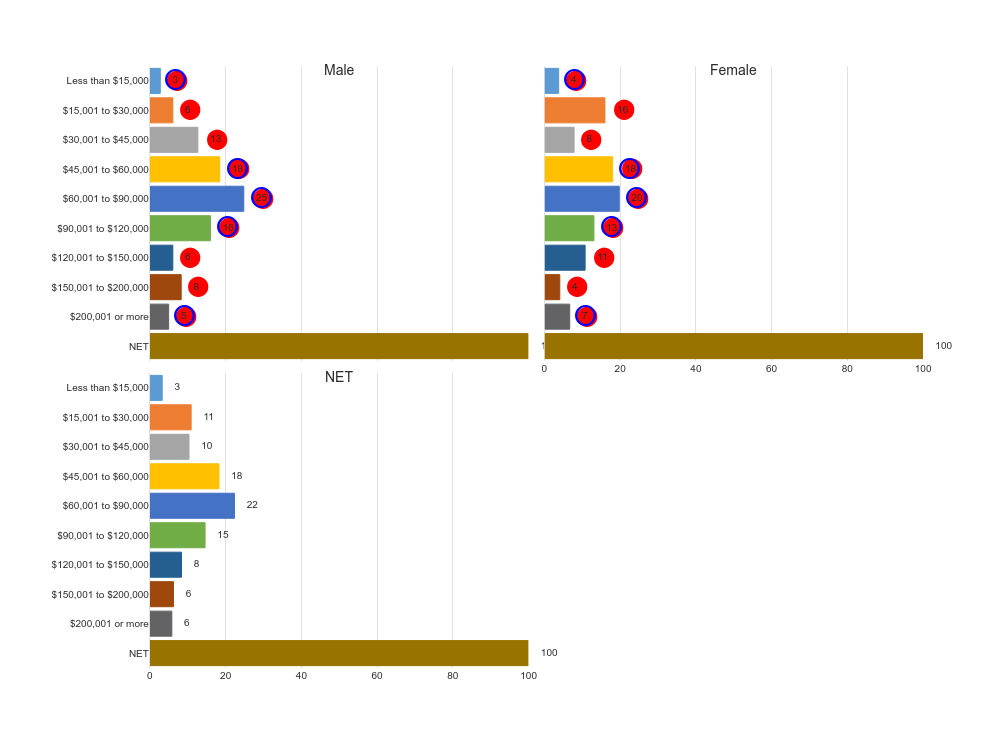 Male
Less than $15,000 3
$15,001 to $30,000 6
$30,001 to $45,000 13
$45,001 to $60,000
$60,001 to $90,000 25
$90,001 to $120,000 16
$120,001 to $150,000 6
$150,001 to $200,000 8
$200,001 or more 5
NET
Female
4
16
8
18
20
13
11
4
7
100
0 20 40 60 80 100
NET
Less than $15,000 3
$15,001 to $30,000 11
$30,001 to $45,000 10
$45,001 to $60,000 18
$60,001 to $90,000 22
$90,001 to $120,000 15
$120,001 to $150,000 8
$150,001 to $200,000 6
$200,001 or more 6
NET 100
0 20 40 60 80 100